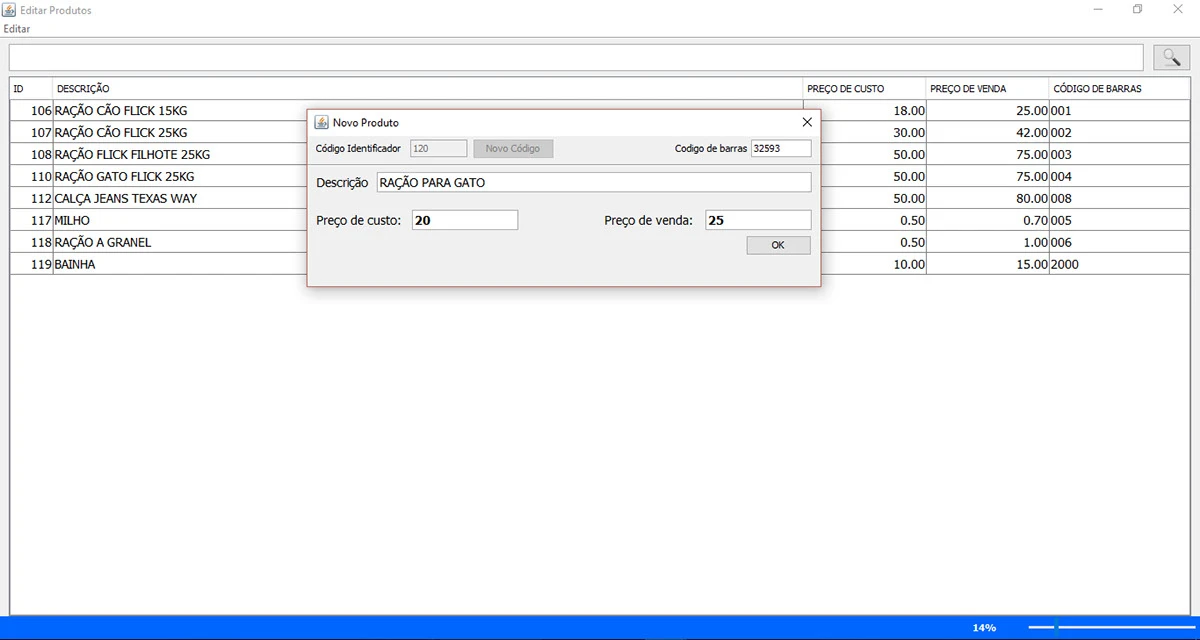 Editar Produtos
Editar
ID DESCRIÇÃO PREÇO DE CUSTO PREÇO DE VENDA CÓDIGO DE BARRAS
106 RAÇÃO CÃO FLICK 15KG 18.00 25.00 001
107 RAÇÃO CÃO FLICK 25KG 30.00 42.00 002
108 RAÇÃO FLICK FILHOTE 25KG 50.00 75.00 003
110 RAÇÃO GATO FLICK 25KG 50.00 75.00 004
112 CALÇA JEANS TEXAS WAY 50.00 80.00 008
117 MILHO 0.50 0.70 005
118 RAÇÃO A GRANEL 0.50 1.00 006
119 BAINHA 10.00 15.00 2000
Novo Produto
Código Identificador 120 Novo Código Codigo de barras 32593
Descrição RAÇÃO PARA GATO
Preço de custo: 20 Preço de venda: 25
OK
14%